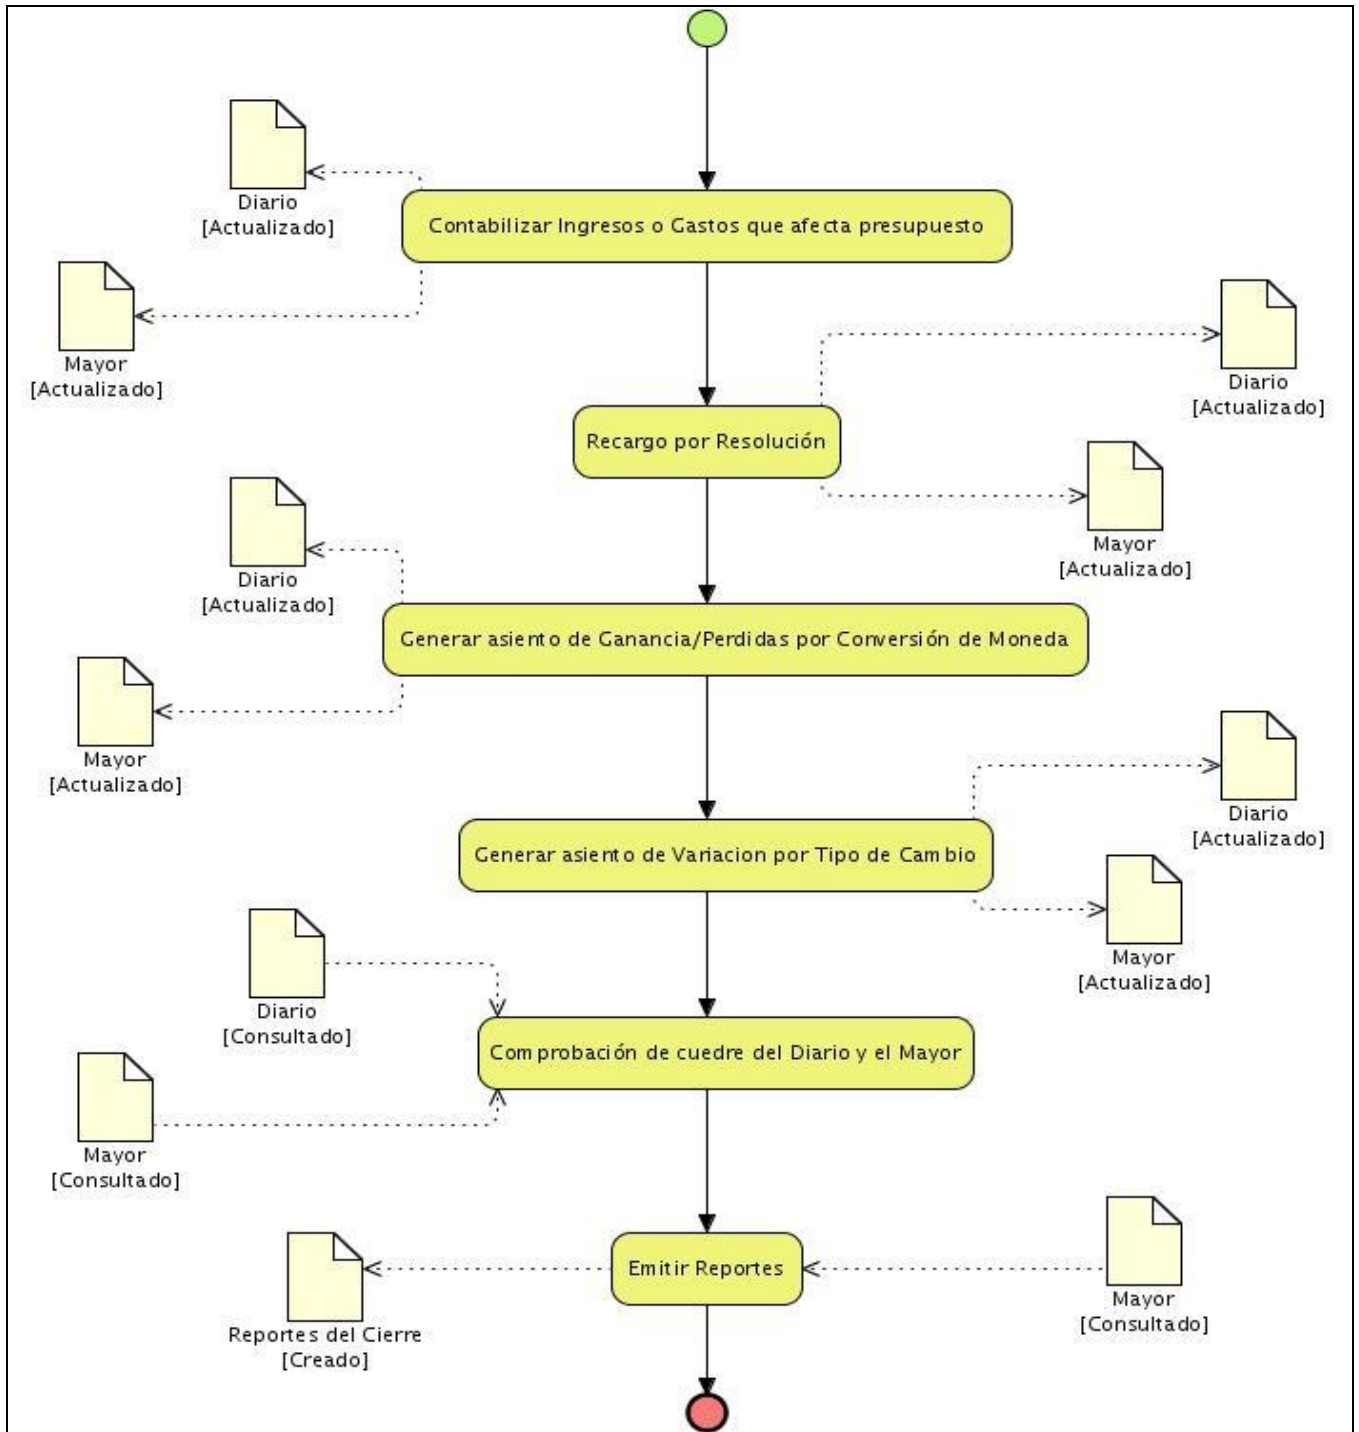 Diario
[Actualizado]
Contabilizar Ingresos o Gastos que afecta presupuesto
Mayor
[Actualizado]
Diario
[Actualizado]
Recargo por Resolución
Mayor
[Actualizado]
Diario
[Actualizado]
Generar asiento de Ganancia/Perdidas por Conversión de Moneda
Mayor
[Actualizado]
Diario
[Actualizado]
Generar asiento de Variacion por Tipo de Cambio
Mayor
[Actualizado]
Diario
[Consultado]
Comprobación de cuedre del Diario y el Mayor
Mayor
[Consultado]
Emitir Reportes
Mayor
[Consultado]
Reportes del Cierre
[Creado]